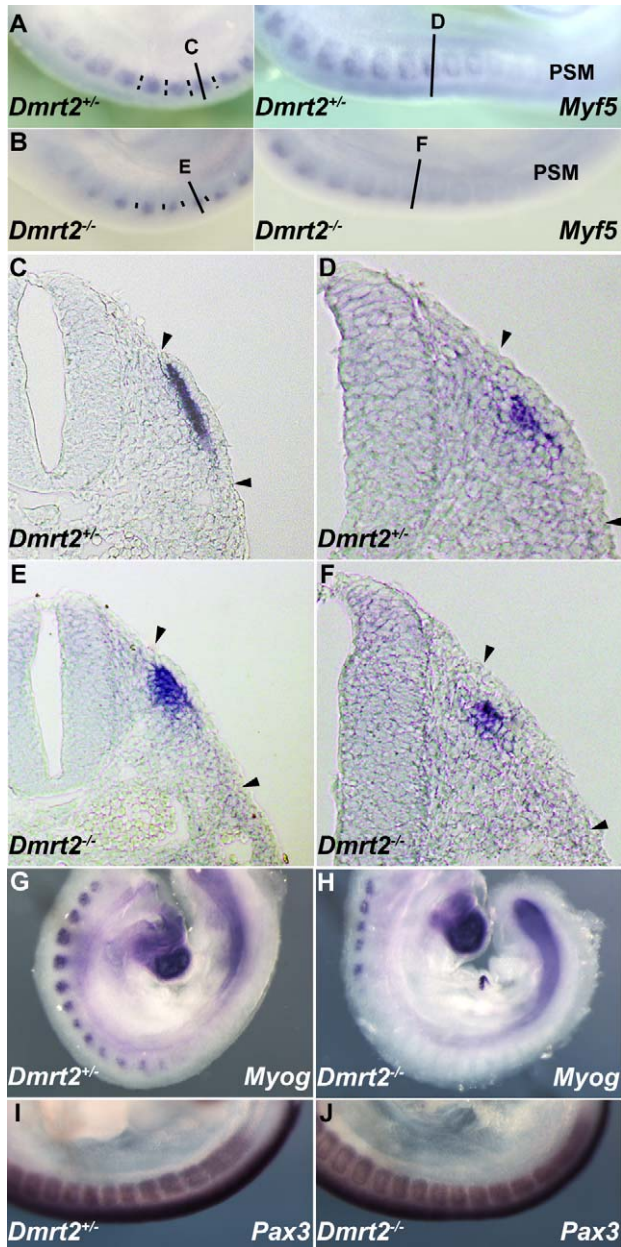 A
C
D
PSM
Dmrt2+/-
Dmrt2+/-
Myf5
B
E
F
PSM
Dmrt2-/-
Dmrt2-/-
Myf5
C
D
Dmrt2+/-
Dmrt2+/-
E
F
Dmrt2-/-
Dmrt2-/-
G
H
Dmrt2+/-
Myog
Dmrt2-/-
Myog
I
J
Dmrt2+/-
Pax3
Dmrt2-/-
Pax3